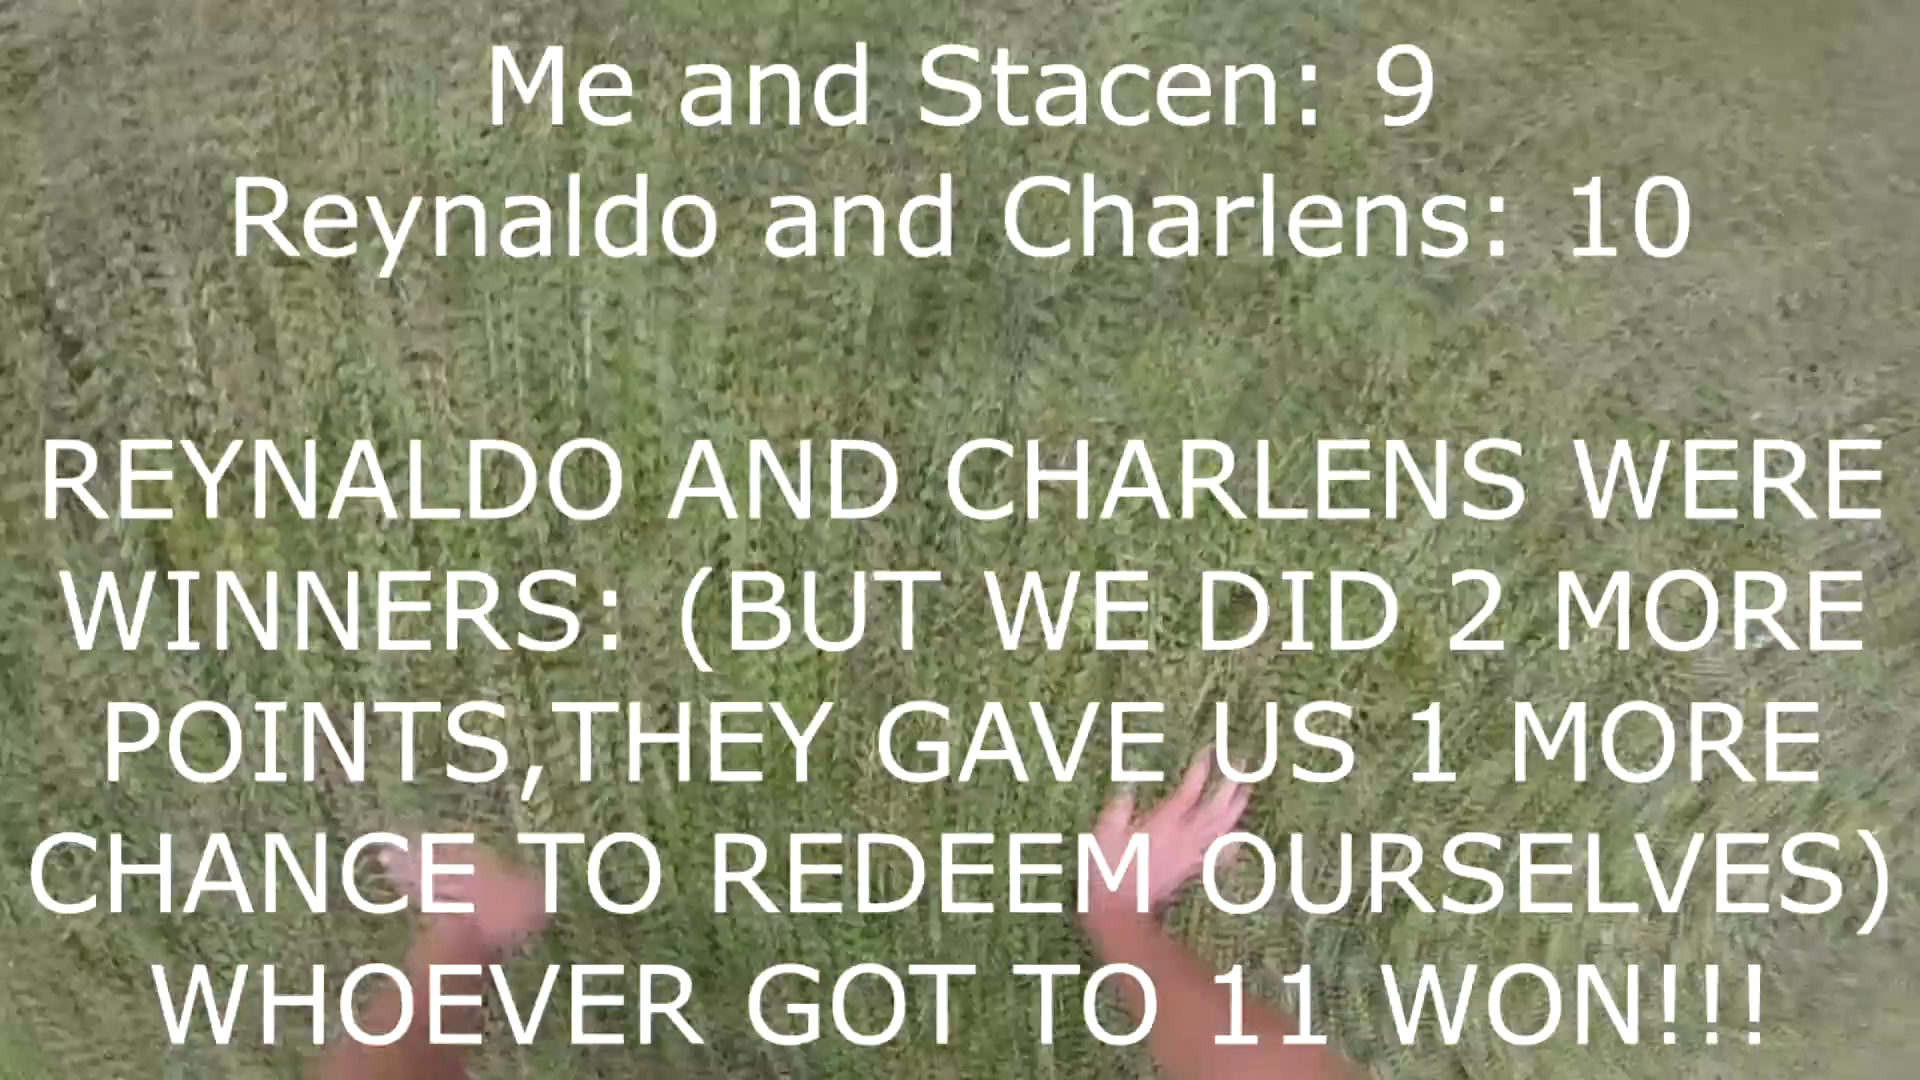 Me and Stacen: 9
Reynaldo and Charlens: 10
REYNALDO AND CHARLENS WERE
WINNERS: (BUT WE DID 2 MORE
POINTS,THEY GAVE US 1 MORE
CHANCE TO REDEEM OURSELVES)
WHOEVER GOT TO 11 WON!!!